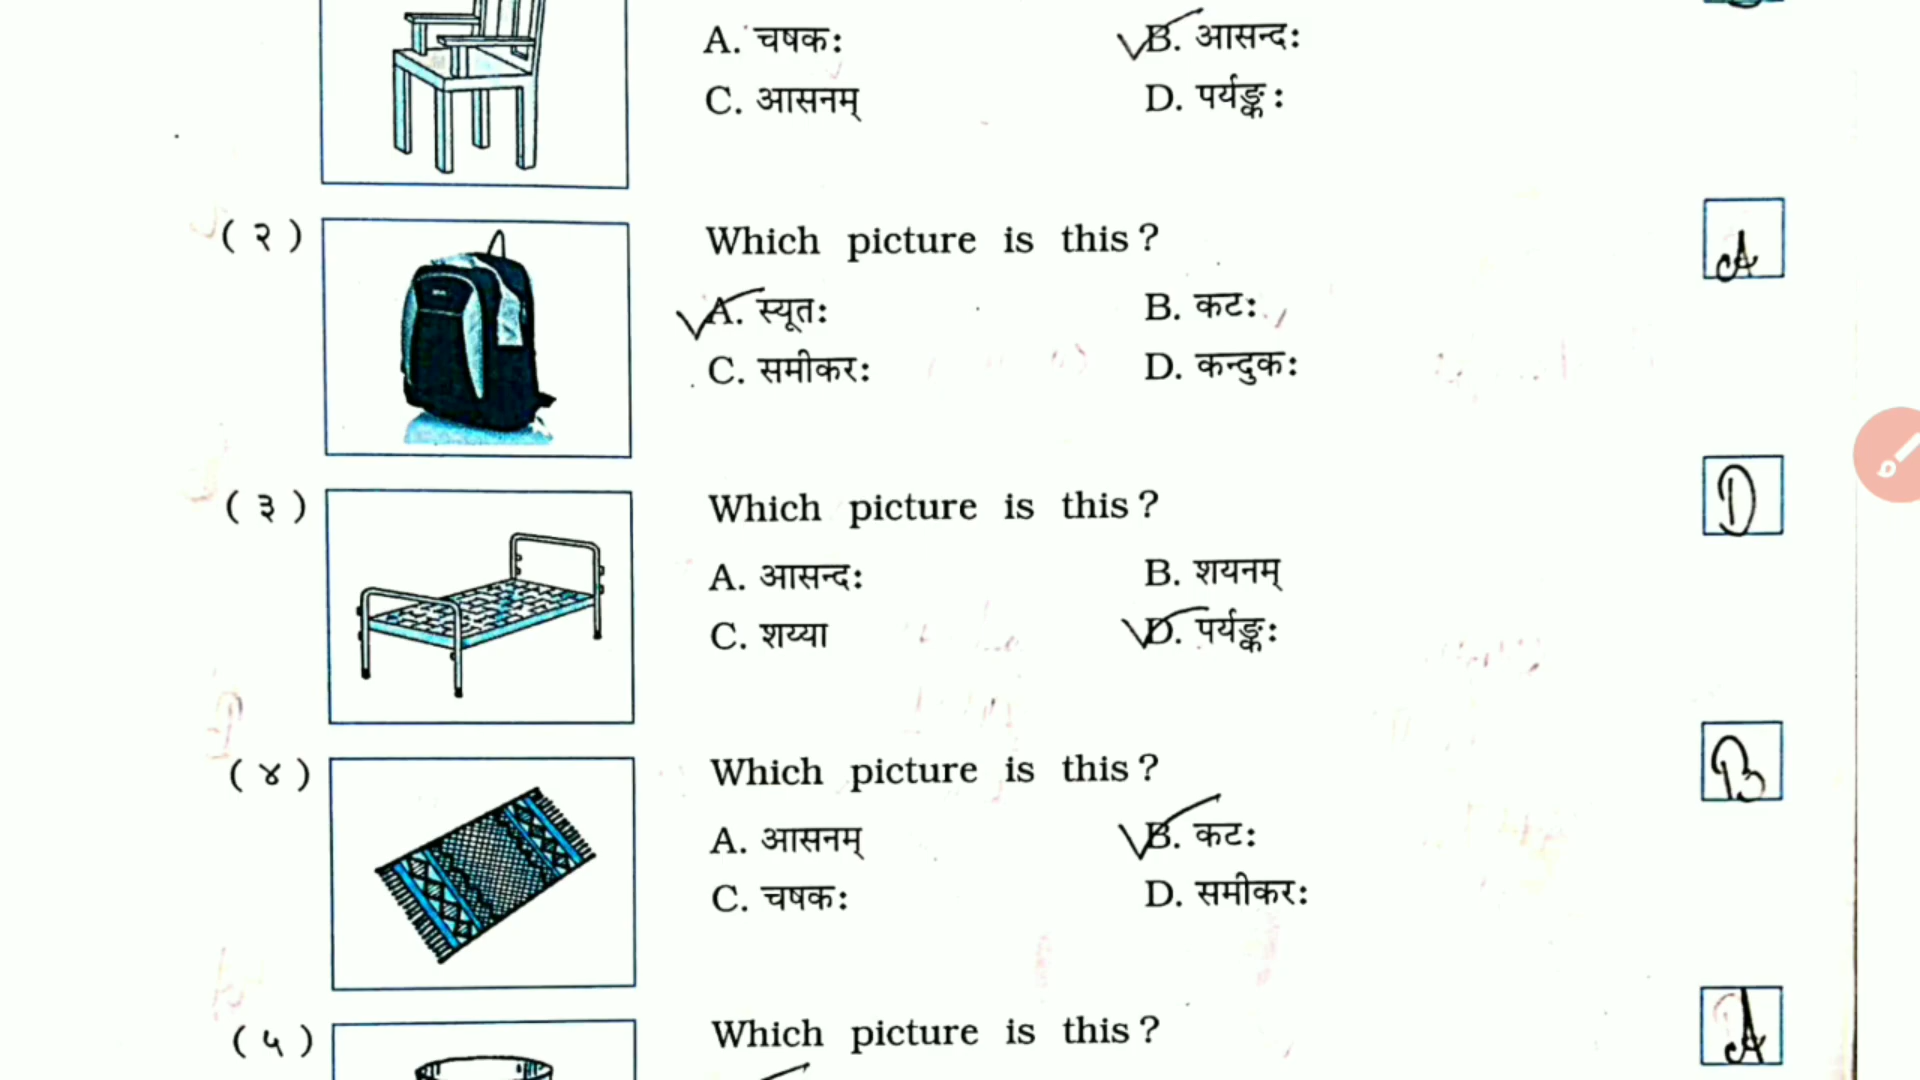 A. चषकः B. आसन्दः
C. आसनम् D. पर्यङ्कः
(२) Which picture is this? A
A. स्यूतः B. कटः
C. समीकरः D. कन्दुकः
(३) Which picture is this? D
A. आसन्दः B. शयनम्
C. शय्या D. पर्यङ्कः
(४) Which picture is this? B
A. आसनम् B. कटः
C. चषकः D. समीकरः
(५) Which picture is this? A